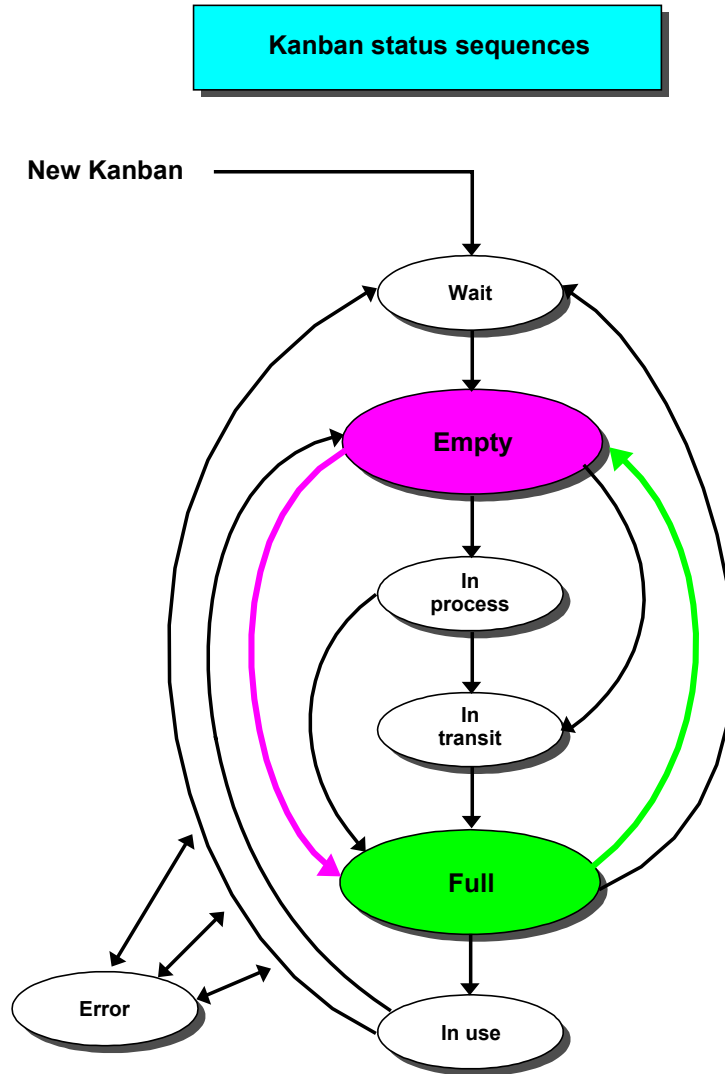 Kanban status sequences
New Kanban
Wait
Empty
In
process
In
transit
Full
Error
In use